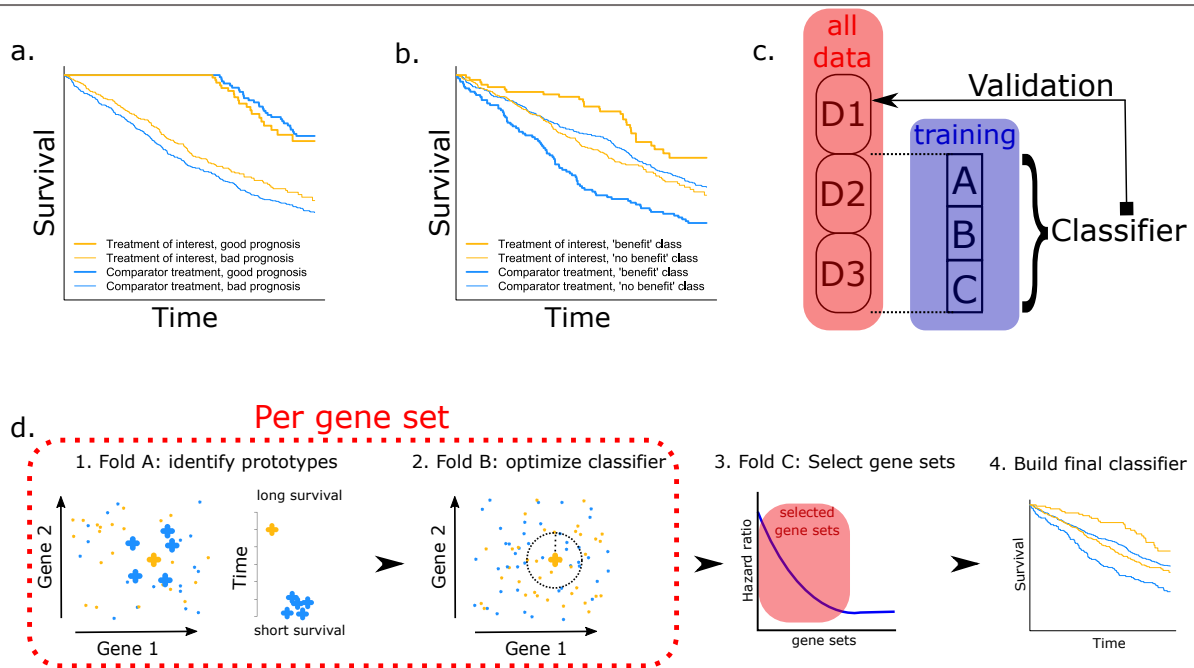 a.
Survival
Treatment of interest, good prognosis
Treatment of interest, bad prognosis
Comparator treatment, good prognosis
Comparator treatment, bad prognosis
Time
b.
Survival
Treatment of interest, 'benefit' class
Treatment of interest, 'no benefit' class
Comparator treatment, 'benefit' class
Comparator treatment, 'no benefit' class
Time
c.
all
data
D1
D2
D3
Validation
training
A
B
C
Classifier
d.
Per gene set
1. Fold A: identify prototypes
Gene 2
Gene 1
long survival
Time
short survival
2. Fold B: optimize classifier
Gene 2
Gene 1
3. Fold C: Select gene sets
Hazard ratio
selected
gene sets
gene sets
4. Build final classifier
Survival
Time